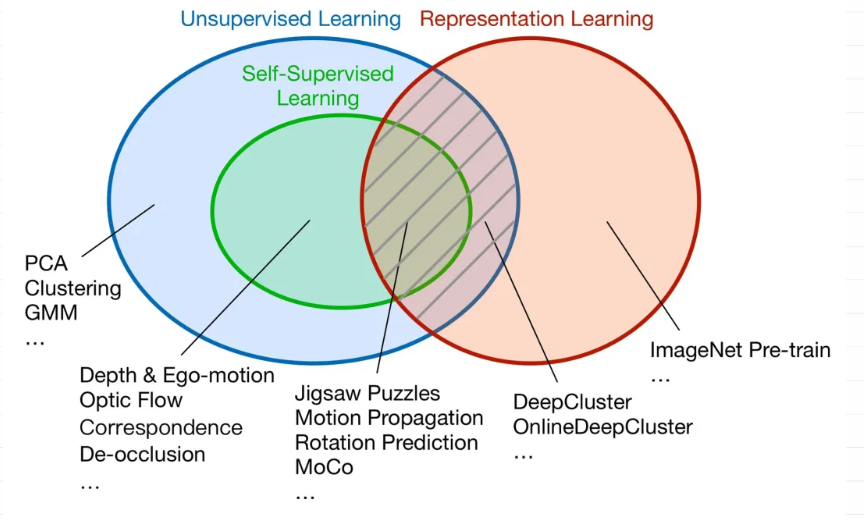 Unsupervised Learning
Representation Learning
Self-Supervised
Learning
PCA
Clustering
GMM
...
Depth & Ego-motion
Optic Flow
Correspondence
De-occlusion
...
Jigsaw Puzzles
Motion Propagation
Rotation Prediction
MoCo
...
DeepCluster
OnlineDeepCluster
...
ImageNet Pre-train
...